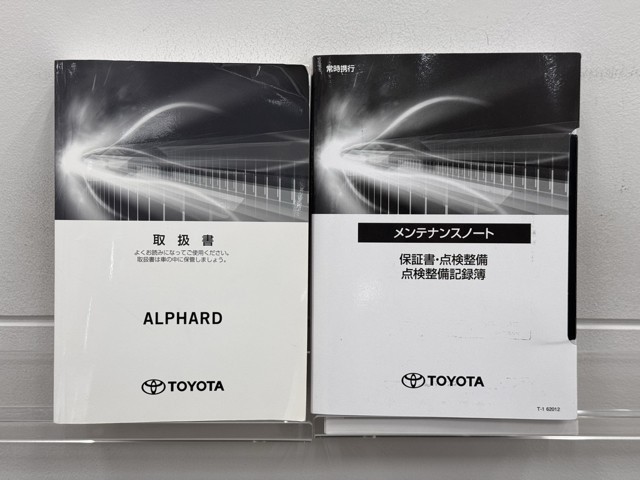 取扱書
よくお読みになってご使用ください。
取扱書は車の中に保管しましょう。
ALPHARD
TOYOTA
常時携行
メンテナンスノート
保証書・点検整備
点検整備記録簿
TOYOTA
T-1 62012